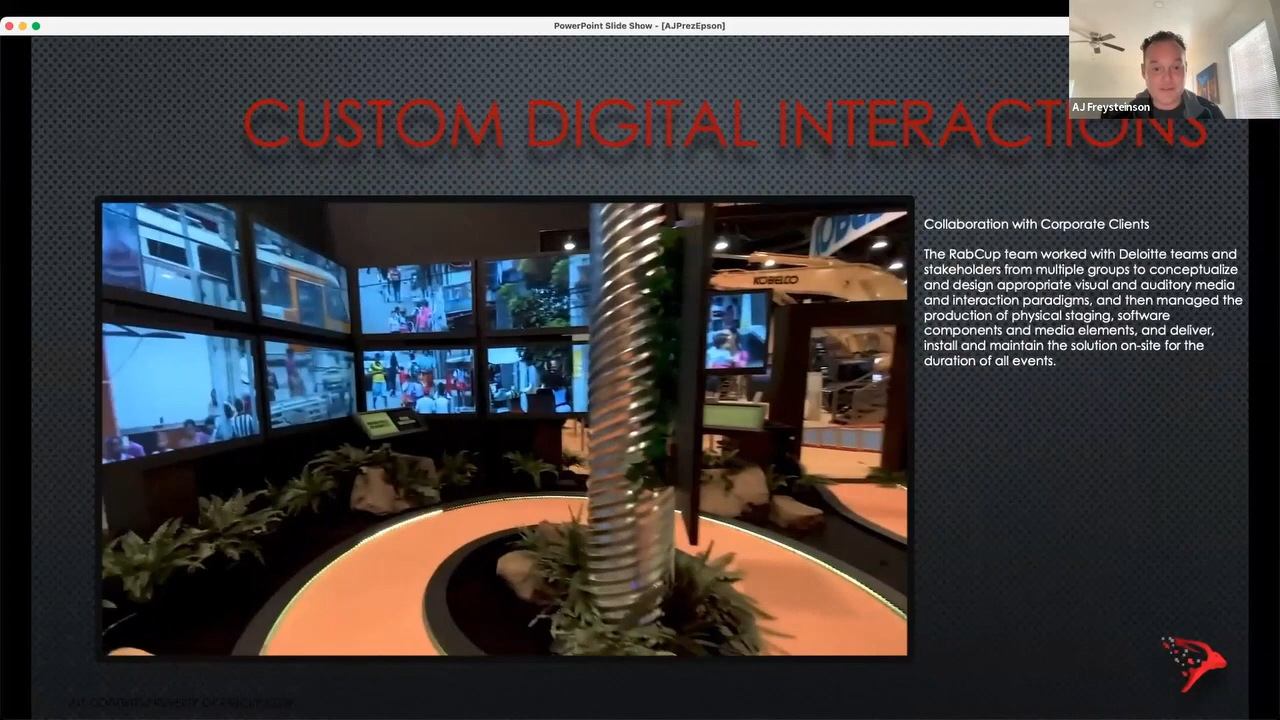 PowerPoint Slide Show - [AJPrezEpson]
AJ Freysteinson
CUSTOM DIGITAL INTERACTIONS
Collaboration with Corporate Clients
The RabCup team worked with Deloitte teams and
stakeholders from multiple groups to conceptualize
and design appropriate visual and auditory media
and interaction paradigms, and then managed the
production of physical staging, software
components and media elements, and deliver,
install and maintain the solution on-site for the
duration of all events.
KOBELCO